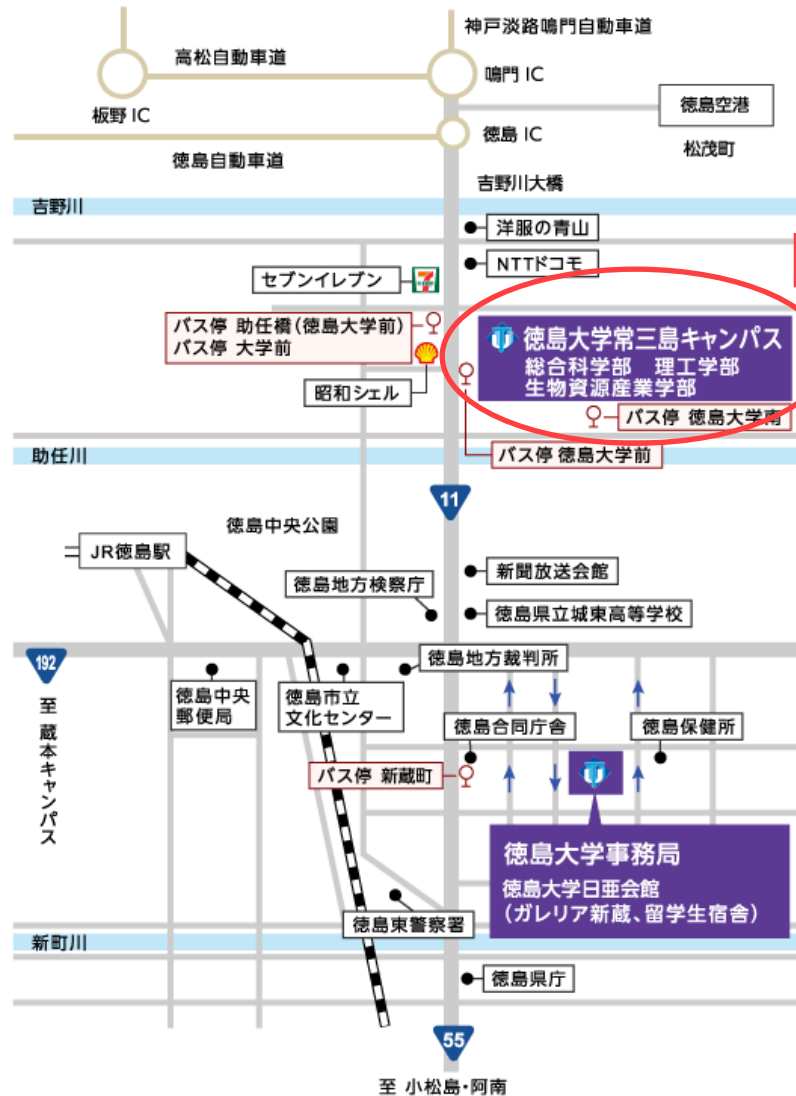 神戸淡路鳴門自動車道
高松自動車道
鳴門 IC
板野 IC
徳島空港
徳島 IC
松茂町
徳島自動車道
吉野川大橋
吉野川
洋服の青山
NTTドコモ
セブンイレブン
7
バス停 助任橋(徳島大学前)
バス停 大学前
徳島大学常三島キャンパス
総合科学部 理工学部
生物資源産業学部
昭和シェル
バス停 徳島大学南
助任川
バス停 徳島大学前
11
徳島中央公園
JR徳島駅
新聞放送会館
徳島地方検察庁
徳島県立城東高等学校
192
徳島地方裁判所
至 蔵本キャンパス
徳島中央
郵便局
徳島市立
文化センター
徳島合同庁舎
徳島保健所
バス停 新蔵町
徳島大学事務局
徳島大学日亜会館
(ガレリア新蔵、留学生宿舎)
徳島東警察署
新町川
徳島県庁
55
至 小松島・阿南